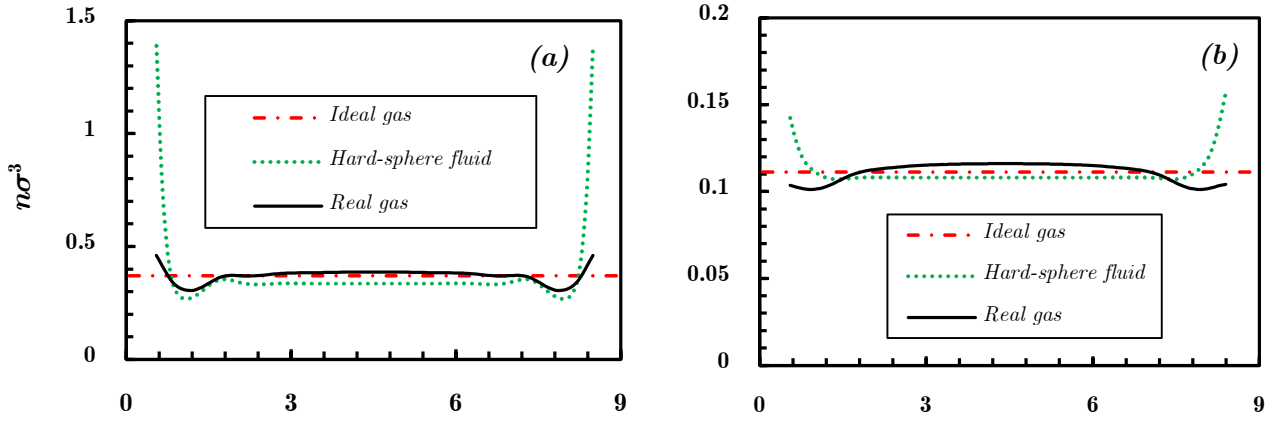 1.5
(a)
Ideal gas
1
Hard-sphere fluid
Real gas
nσ³
0.5
0
0
3
6
9
0.2
(b)
0.15
0.1
Ideal gas
Hard-sphere fluid
0.05
Real gas
0
0
3
6
9